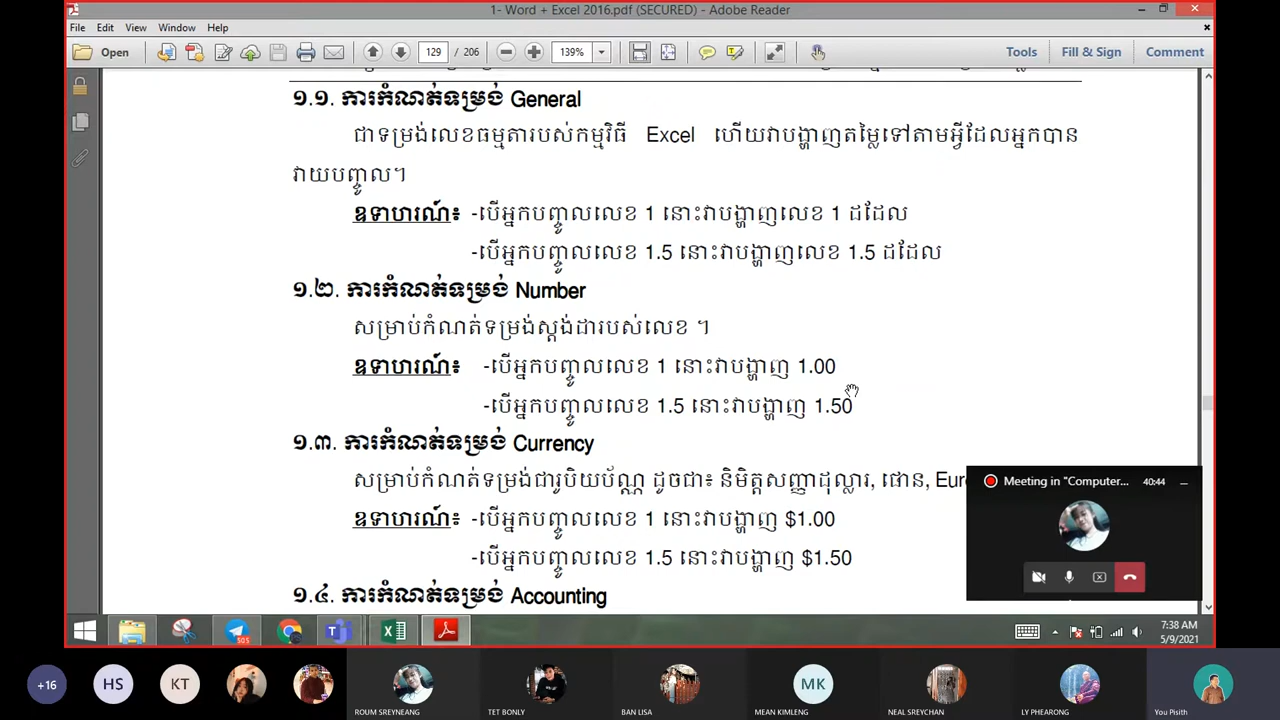 1- Word + Excel 2016.pdf (SECURED) - Adobe Reader
File Edit View Window Help
Open 129 / 206 139% Tools Fill & Sign Comment
១.១. ការកំណត់ទម្រង់ General
ជាទម្រង់លេខធម្មតារបស់កម្មវិធី Excel ហើយវាបង្ហាញតម្លៃទៅតាមអ្វីដែលអ្នកបាន
វាយបញ្ចូល។
ឧទាហរណ៍៖ -បើអ្នកបញ្ចូលលេខ 1 នោះវាបង្ហាញលេខ 1 ដដែល
-បើអ្នកបញ្ចូលលេខ 1.5 នោះវាបង្ហាញលេខ 1.5 ដដែល
១.២. ការកំណត់ទម្រង់ Number
សម្រាប់កំណត់ទម្រង់ស្តង់ដារបស់លេខ ។
ឧទាហរណ៍៖ -បើអ្នកបញ្ចូលលេខ 1 នោះវាបង្ហាញ 1.00
-បើអ្នកបញ្ចូលលេខ 1.5 នោះវាបង្ហាញ 1.50
១.៣. ការកំណត់ទម្រង់ Currency
សម្រាប់កំណត់ទម្រង់ជារូបិយប័ណ្ណ ដូចជា៖ និមិត្តសញ្ញាដុល្លារ, ផោន,
ឧទាហរណ៍៖ -បើអ្នកបញ្ចូលលេខ 1 នោះវាបង្ហាញ $1.00
-បើអ្នកបញ្ចូលលេខ 1.5 នោះវាបង្ហាញ $1.50
១.៤. ការកំណត់ទម្រង់ Accounting
Meeting in "Computer... 40:44
7:38 AM
5/9/2021
+16 HS KT ROUM SREYNEANG TET BONLY BAN LISA MK MEAN KIMLENG NEAL SREYCHAN LY PHEARONG You Pisith